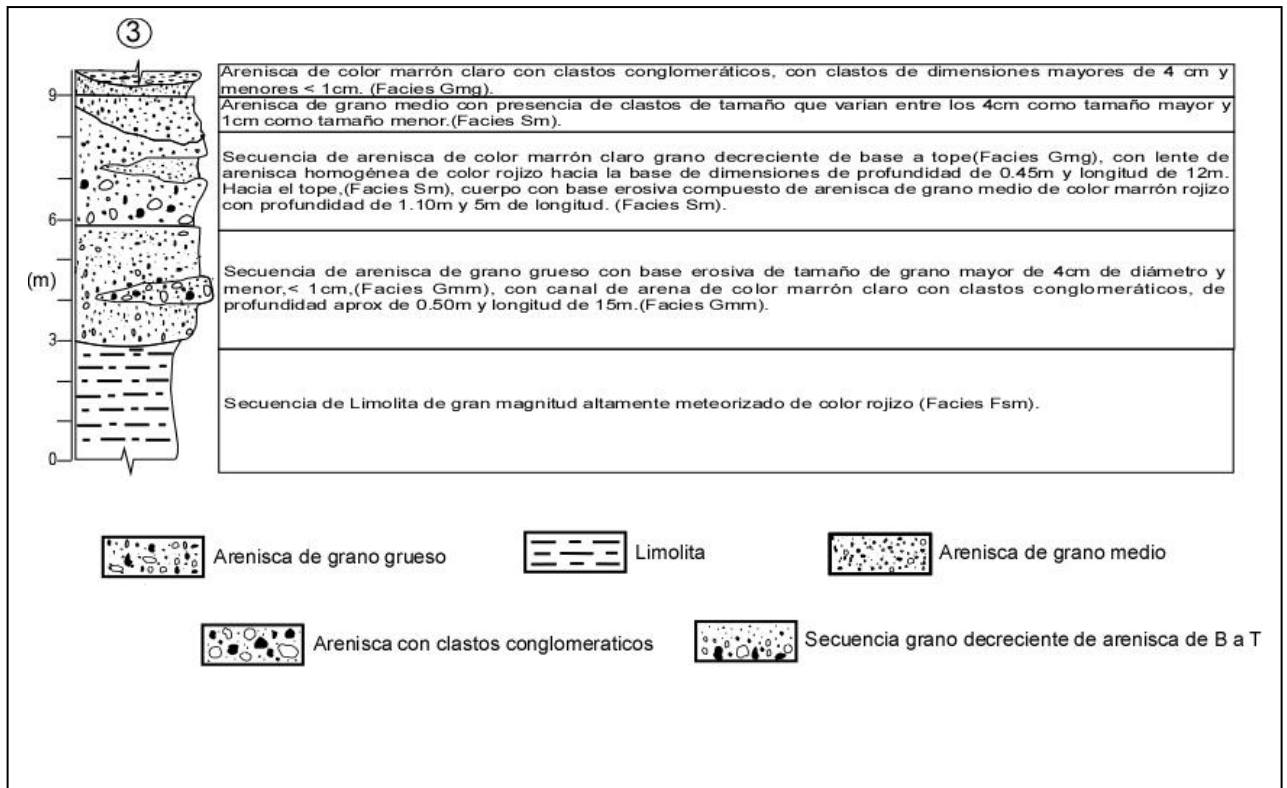 3
9
6
(m)
3
0
Arenisca de color marrón claro con clastos conglomeráticos, con clastos de dimensiones mayores de 4 cm y
menores < 1cm. (Facies Gmg).
Arenisca de grano medio con presencia de clastos de tamaño que varian entre los 4cm como tamaño mayor y
1cm como tamaño menor.(Facies Sm).
Secuencia de arenisca de color marrón claro grano decreciente de base a tope(Facies Gmg), con lente de
arenisca homogénea de color rojizo hacia la base de dimensiones de profundidad de 0.45m y longitud de 12m.
Hacia el tope,(Facies Sm), cuerpo con base erosiva compuesto de arenisca de grano medio de color marrón rojizo
con profundidad de 1.10m y 5m de longitud. (Facies Sm).
Secuencia de arenisca de grano grueso con base erosiva de tamaño de grano mayor de 4cm de diámetro y
menor,< 1cm,(Facies Gmm), con canal de arena de color marrón claro con clastos conglomeráticos, de
profundidad aprox de 0.50m y longitud de 15m.(Facies Gmm).
Secuencia de Limolita de gran magnitud altamente meteorizado de color rojizo (Facies Fsm).
Arenisca de grano grueso
Limolita
Arenisca de grano medio
Arenisca con clastos conglomeraticos
Secuencia grano decreciente de arenisca de B a T